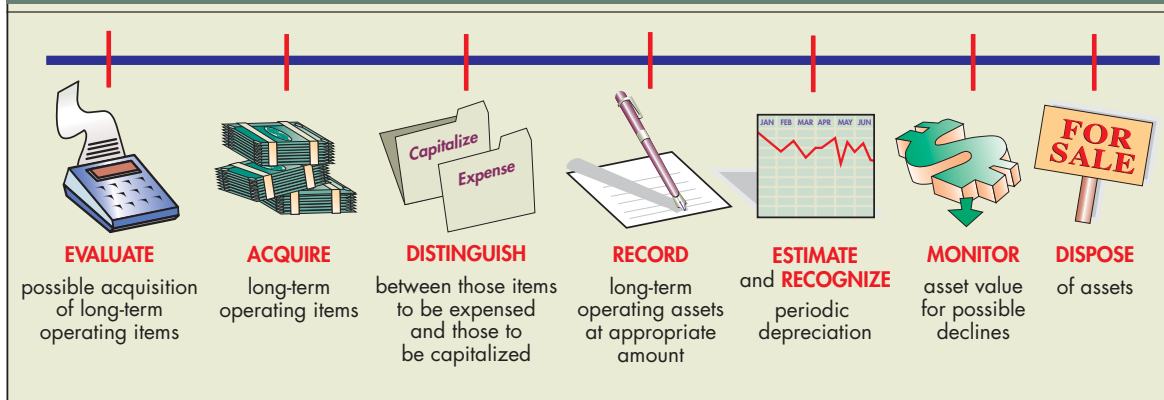 EVALUATE
possible acquisition
of long-term
operating items
ACQUIRE
long-term
operating items
Capitalize
Expense
DISTINGUISH
between those items
to be expensed
and those to
be capitalized
RECORD
long-term
operating assets
at appropriate
amount
JAN FEB MAR APR MAY JUN
ESTIMATE
and RECOGNIZE
periodic
depreciation
MONITOR
asset value
for possible
declines
FOR
SALE
DISPOSE
of assets